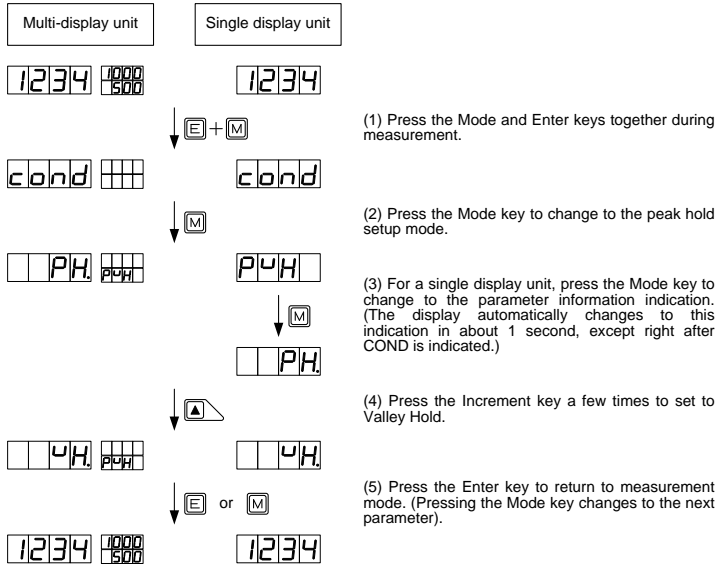 Multi-display unit Single display unit
1234 1000 1234
500
E + M
(1) Press the Mode and Enter keys together during
measurement.
cond cond
M
(2) Press the Mode key to change to the peak hold
setup mode.
PH. PuH PuH
(3) For a single display unit, press the Mode key to
change to the parameter information indication.
(The display automatically changes to this
indication in about 1 second, except right after
COND is indicated.)
M
PH.
(4) Press the Increment key a few times to set to
Valley Hold.
uH. PuH uH.
(5) Press the Enter key to return to measurement
mode. (Pressing the Mode key changes to the next
parameter).
E or M
1234 1000 1234
500